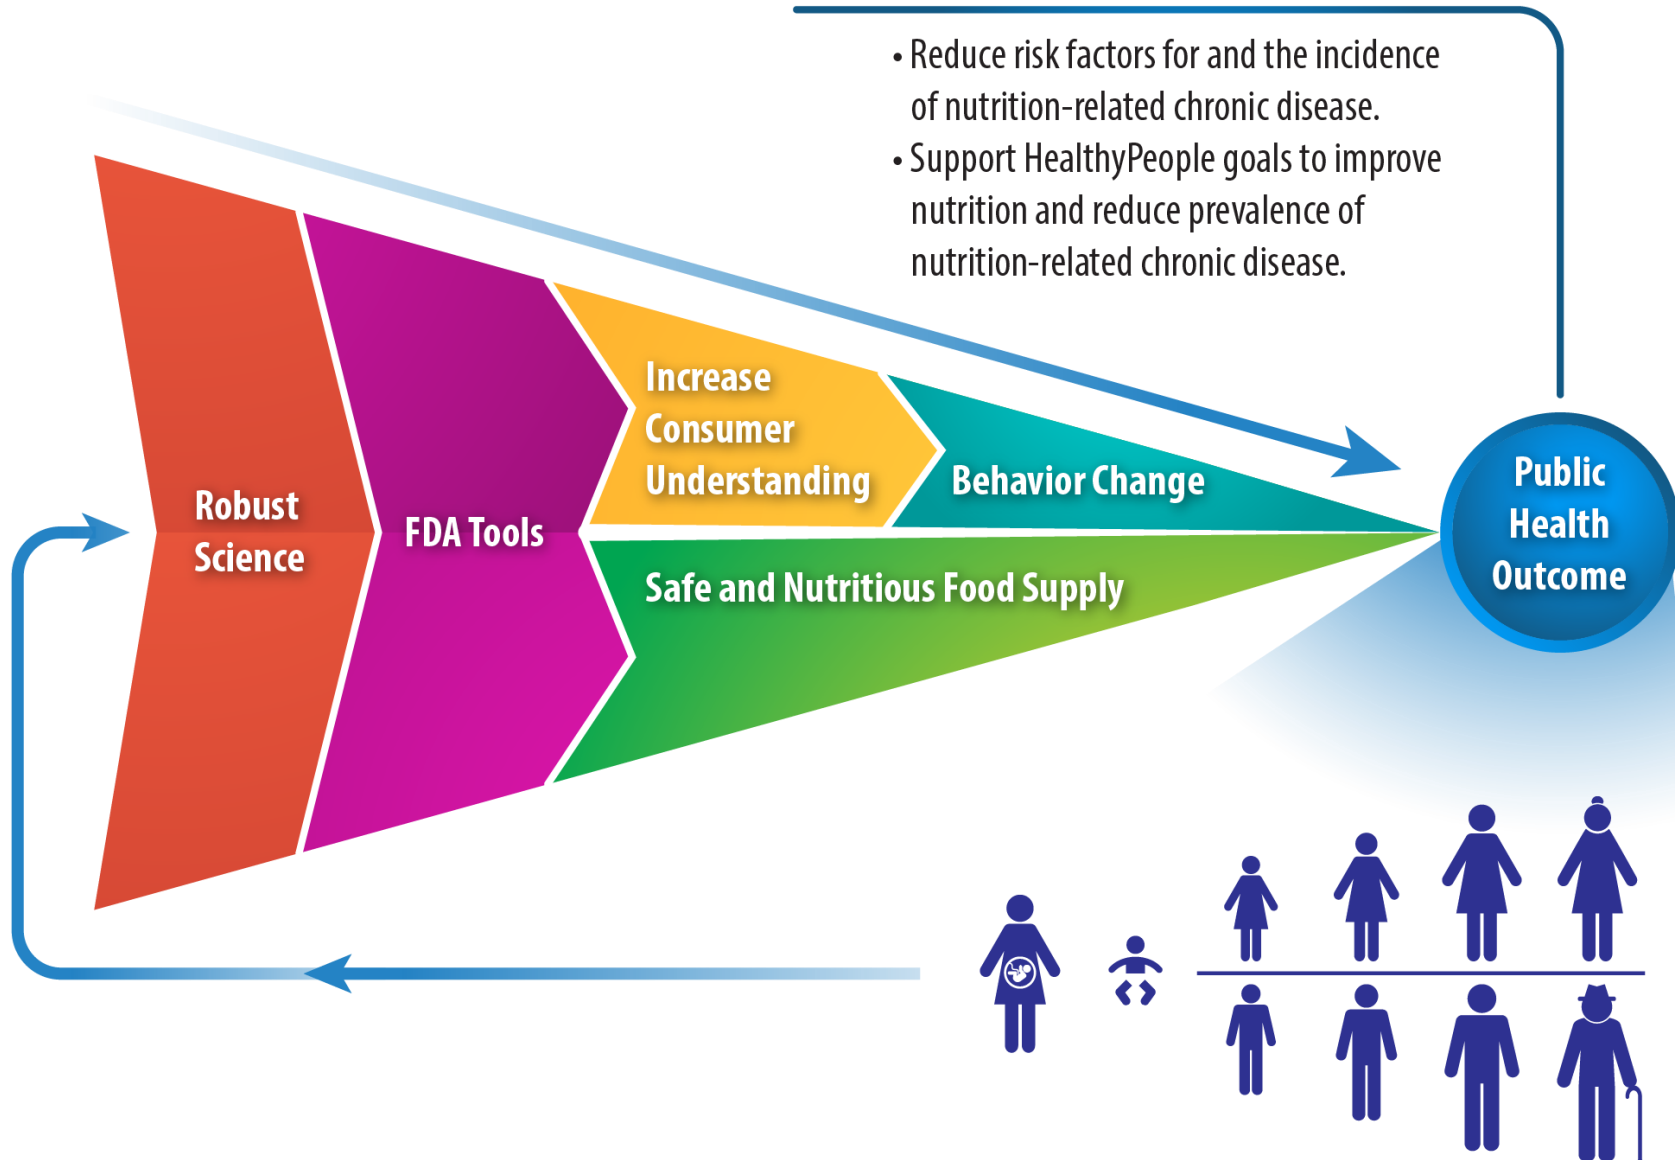 • Reduce risk factors for and the incidence
of nutrition-related chronic disease.
• Support HealthyPeople goals to improve
nutrition and reduce prevalence of
nutrition-related chronic disease.
Robust
Science
FDA Tools
Increase
Consumer
Understanding
Behavior Change
Safe and Nutritious Food Supply
Public
Health
Outcome